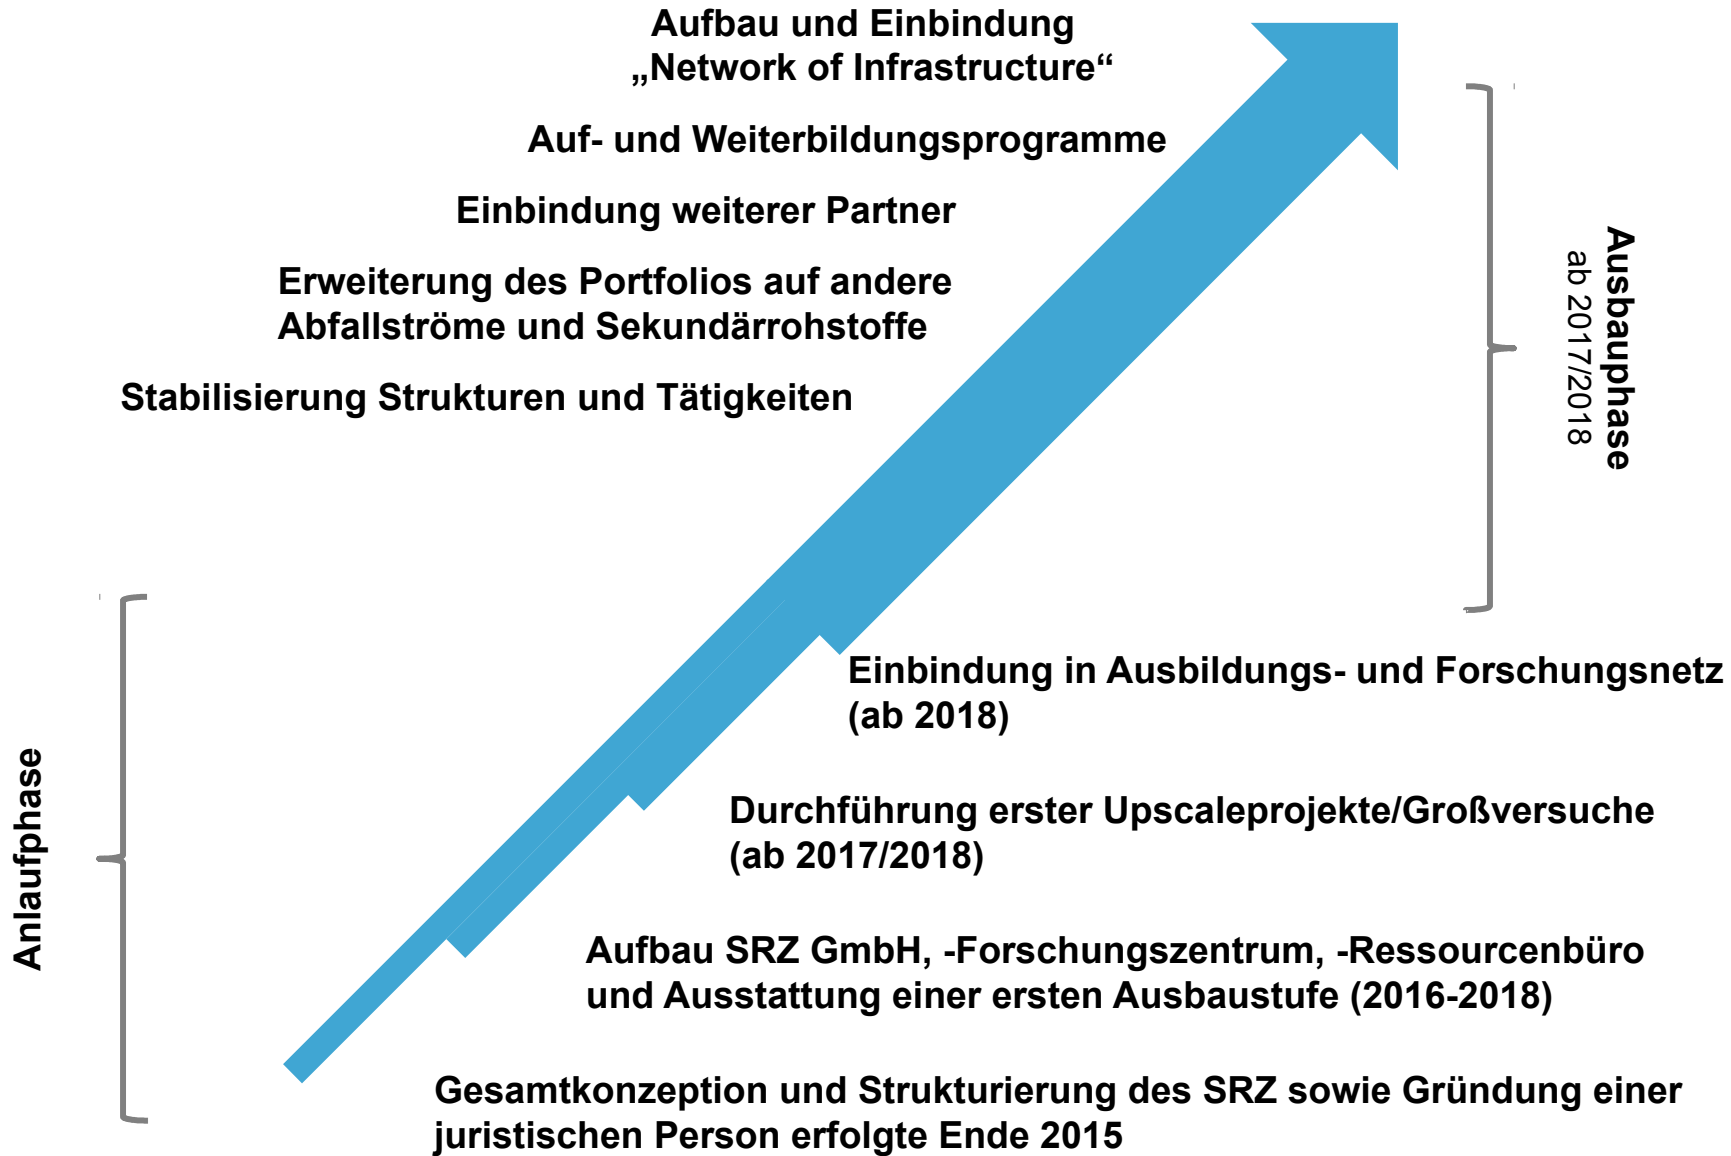 Aufbau und Einbindung
„Network of Infrastructure“
Auf- und Weiterbildungsprogramme
Einbindung weiterer Partner
Erweiterung des Portfolios auf andere
Abfallströme und Sekundärrohstoffe
Stabilisierung Strukturen und Tätigkeiten
Ausbauphase
ab 2017/2018
Anlaufphase
Einbindung in Ausbildungs- und Forschungsnetz
(ab 2018)
Durchführung erster Upscaleprojekte/Großversuche
(ab 2017/2018)
Aufbau SRZ GmbH, -Forschungszentrum, -Ressourcenbüro
und Ausstattung einer ersten Ausbaustufe (2016-2018)
Gesamtkonzeption und Strukturierung des SRZ sowie Gründung einer
juristischen Person erfolgte Ende 2015